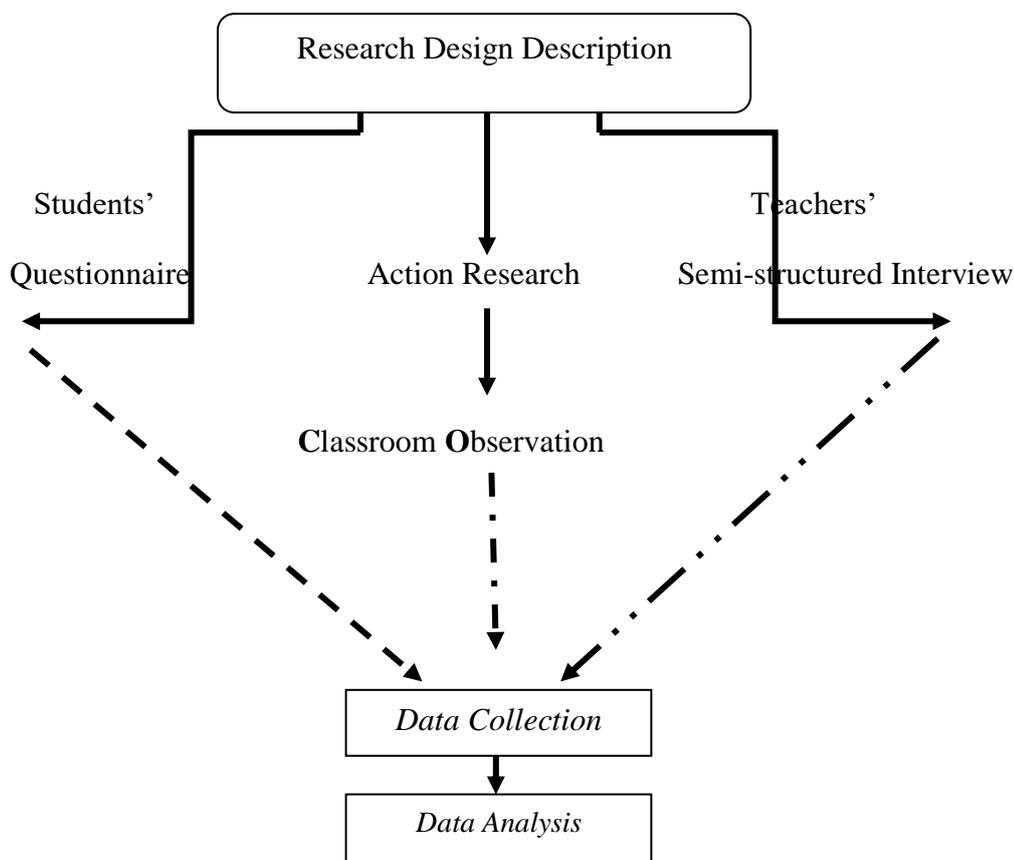 Research Design Description
Students’
Teachers’
Questionnaire
Action Research
Semi-structured Interview
Classroom Observation
Data Collection
Data Analysis